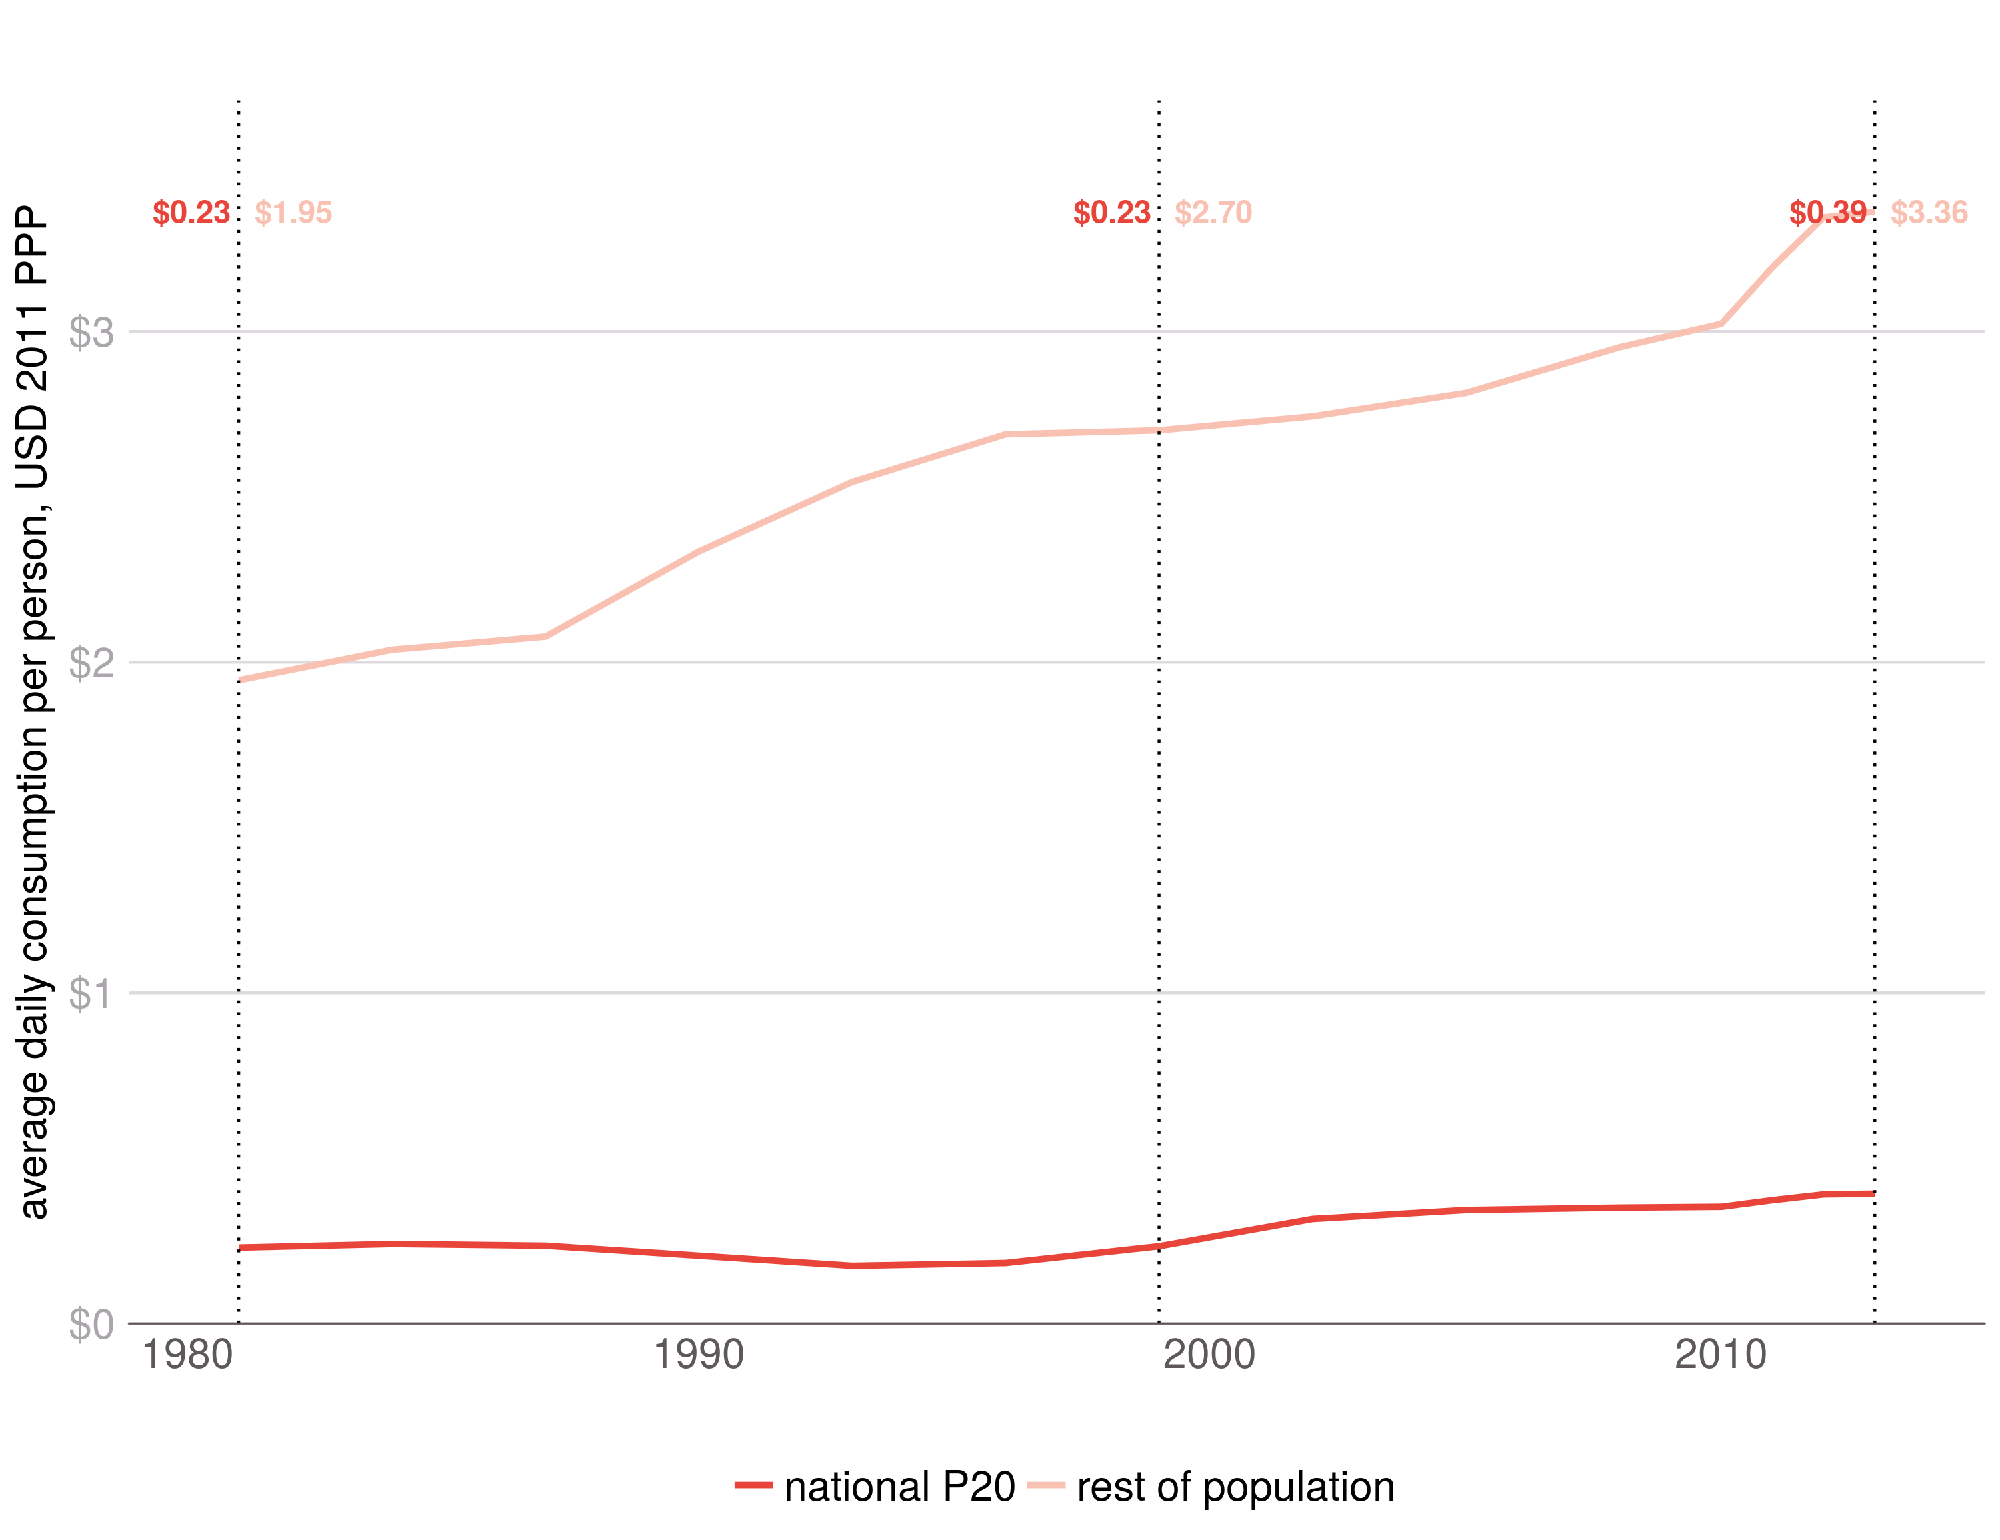 average daily consumption per person, USD 2011 PPP
$0.23 $1.95 $0.23 $2.70 $0.39 $3.36
$3
$2
$1
$0
1980 1990 2000 2010
national P20 rest of population